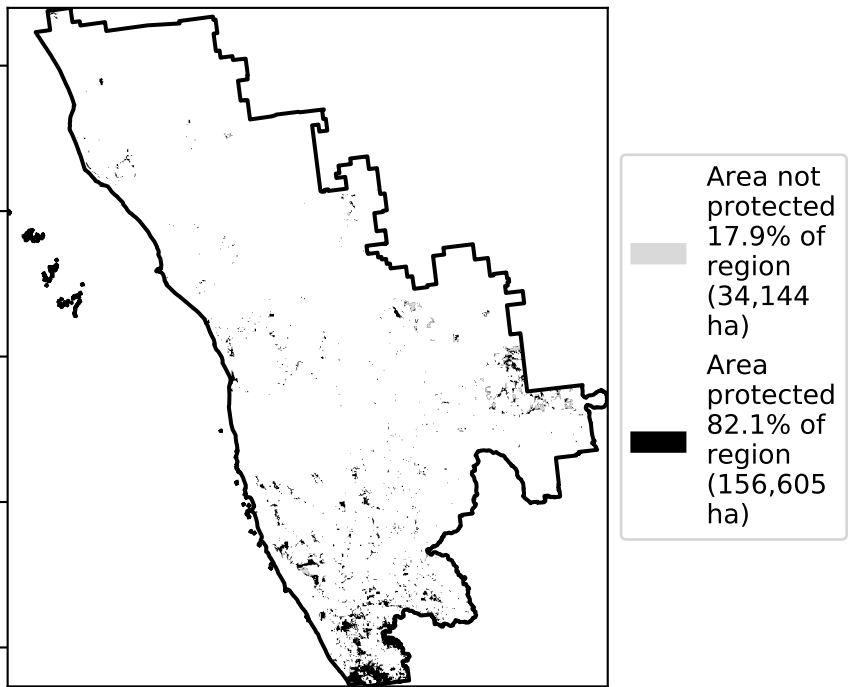 Area not
protected
17.9% of
region
(34,144
ha)
Area
protected
82.1% of
region
(156,605
ha)